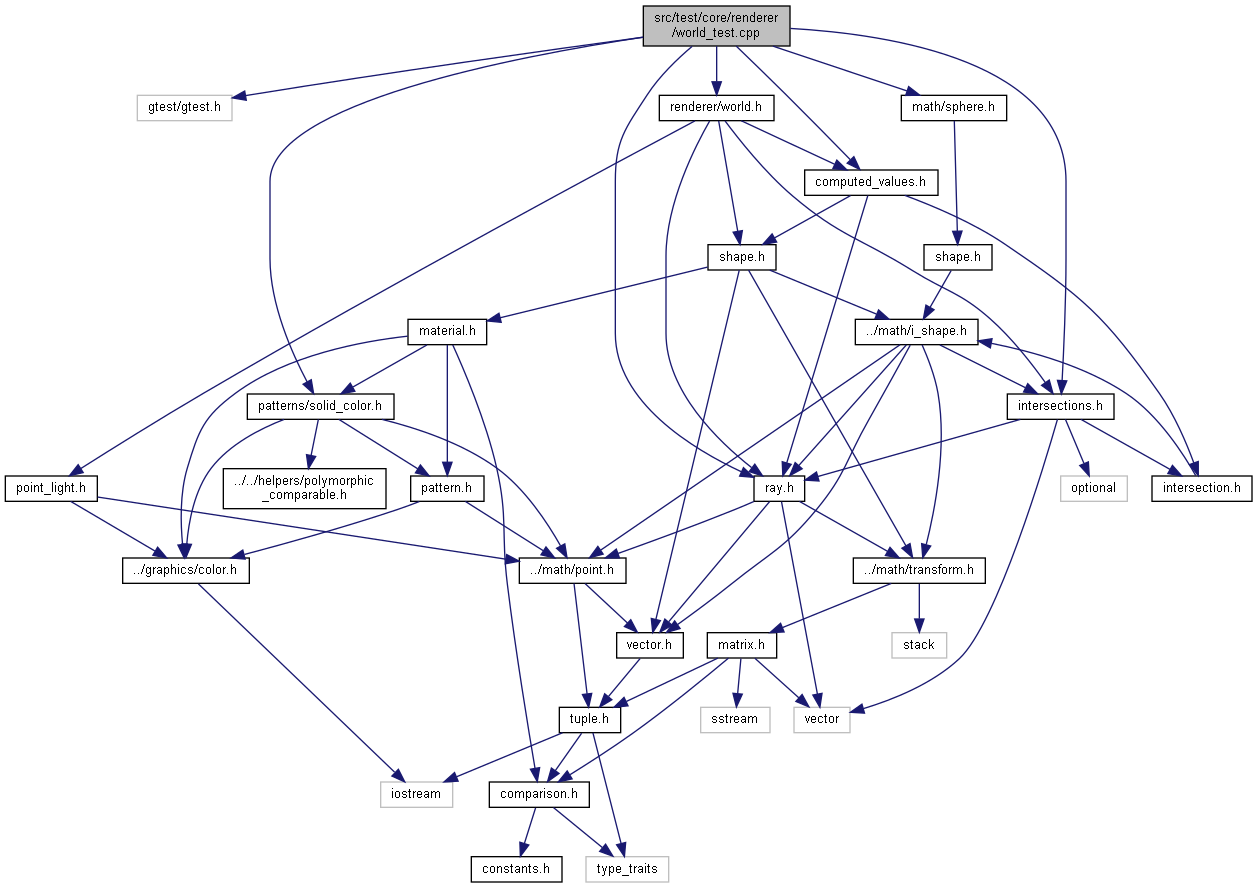 src/test/core/renderer
/world_test.cpp
gtest/gtest.h
renderer/world.h
math/sphere.h
computed_values.h
shape.h
shape.h
material.h
../math/i_shape.h
patterns/solid_color.h
intersections.h
point_light.h
../../helpers/polymorphic
_comparable.h
pattern.h
ray.h
optional
intersection.h
../graphics/color.h
../math/point.h
../math/transform.h
vector.h
matrix.h
stack
tuple.h
sstream
vector
iostream
comparison.h
constants.h
type_traits